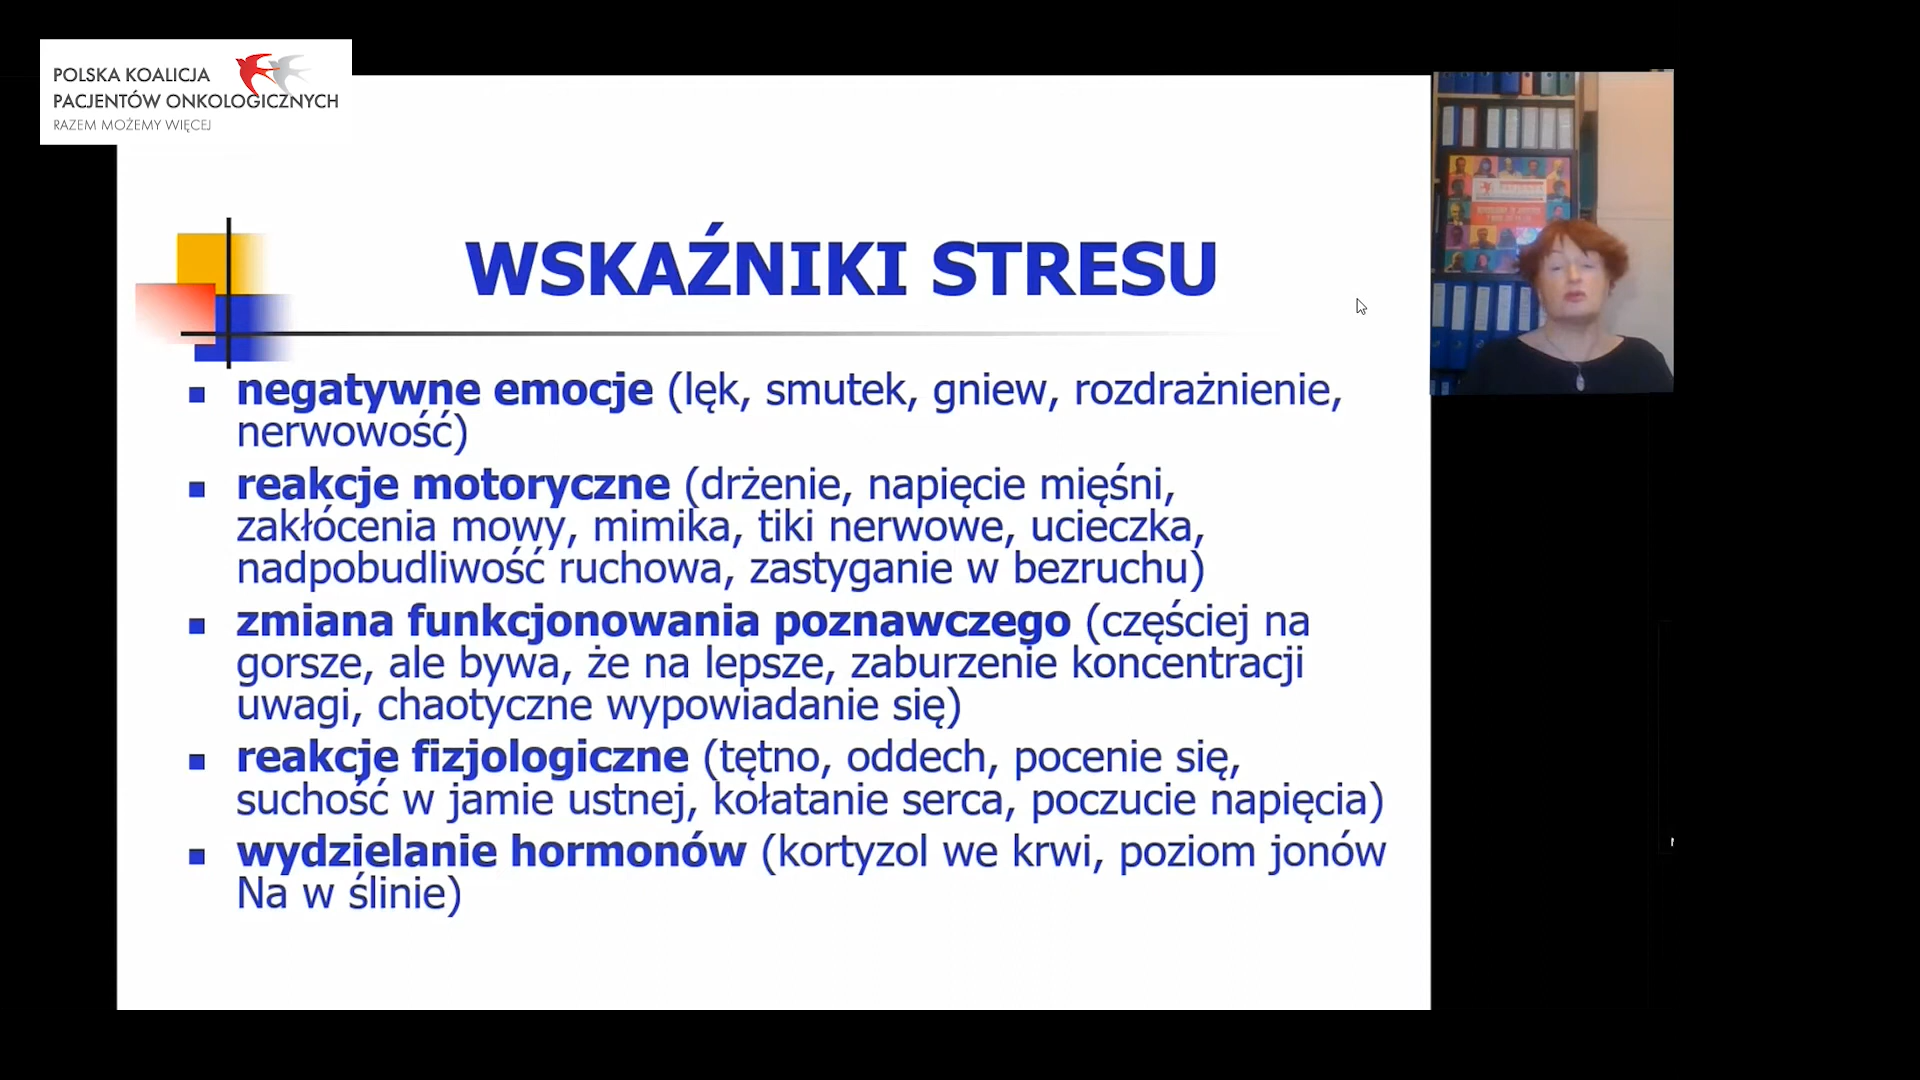 POLSKA KOALICJA
PACJENTÓW ONKOLOGICZNYCH
RAZEM MOŻEMY WIĘCEJ
WSKAŹNIKI STRESU
negatywne emocje (lęk, smutek, gniew, rozdrażnienie,
nerwowość)
reakcje motoryczne (drżenie, napięcie mięśni,
zakłócenia mowy, mimika, tiki nerwowe, ucieczka,
nadpobudliwość ruchowa, zastyganie w bezruchu)
zmiana funkcjonowania poznawczego (częściej na
gorsze, ale bywa, że na lepsze, zaburzenie koncentracji
uwagi, chaotyczne wypowiadanie się)
reakcje fizjologiczne (tętno, oddech, pocenie się,
suchość w jamie ustnej, kołatanie serca, poczucie napięcia)
wydzielanie hormonów (kortyzol we krwi, poziom jonów
Na w ślinie)